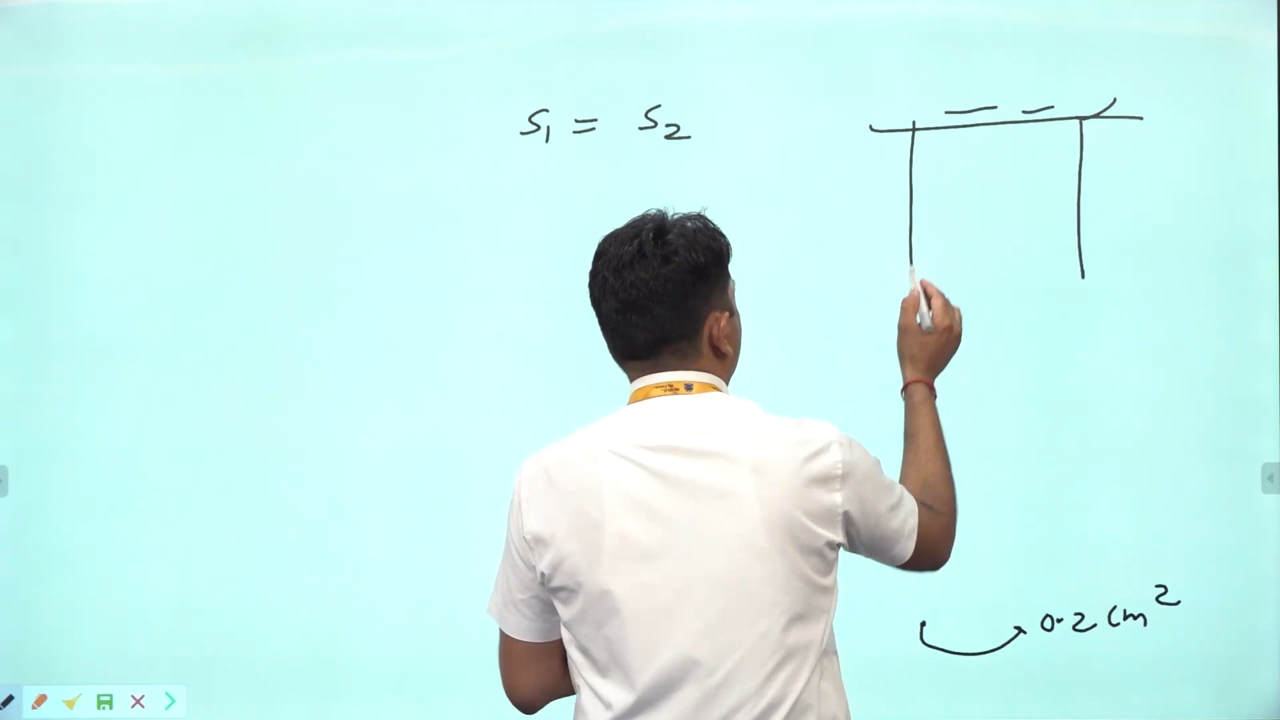 S₁ = S₂
0.2 cm²